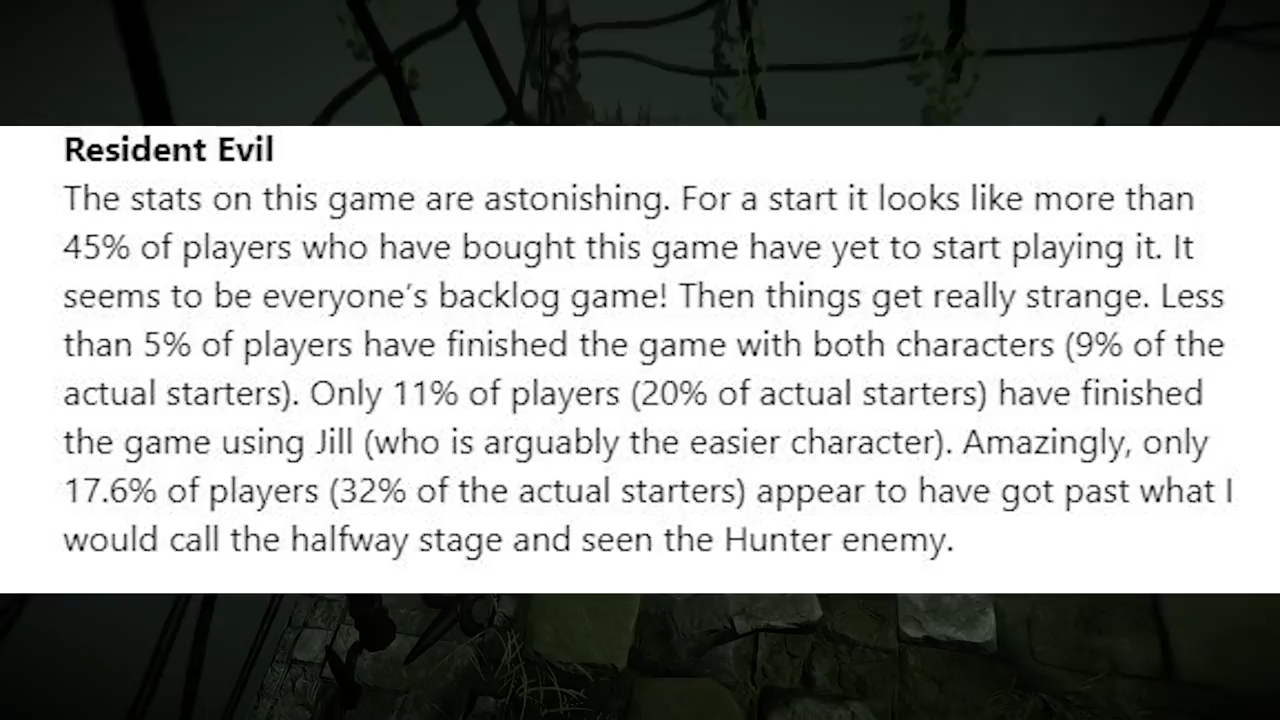 Resident Evil
The stats on this game are astonishing. For a start it looks like more than
45% of players who have bought this game have yet to start playing it. It
seems to be everyone’s backlog game! Then things get really strange. Less
than 5% of players have finished the game with both characters (9% of the
actual starters). Only 11% of players (20% of actual starters) have finished
the game using Jill (who is arguably the easier character). Amazingly, only
17.6% of players (32% of the actual starters) appear to have got past what I
would call the halfway stage and seen the Hunter enemy.